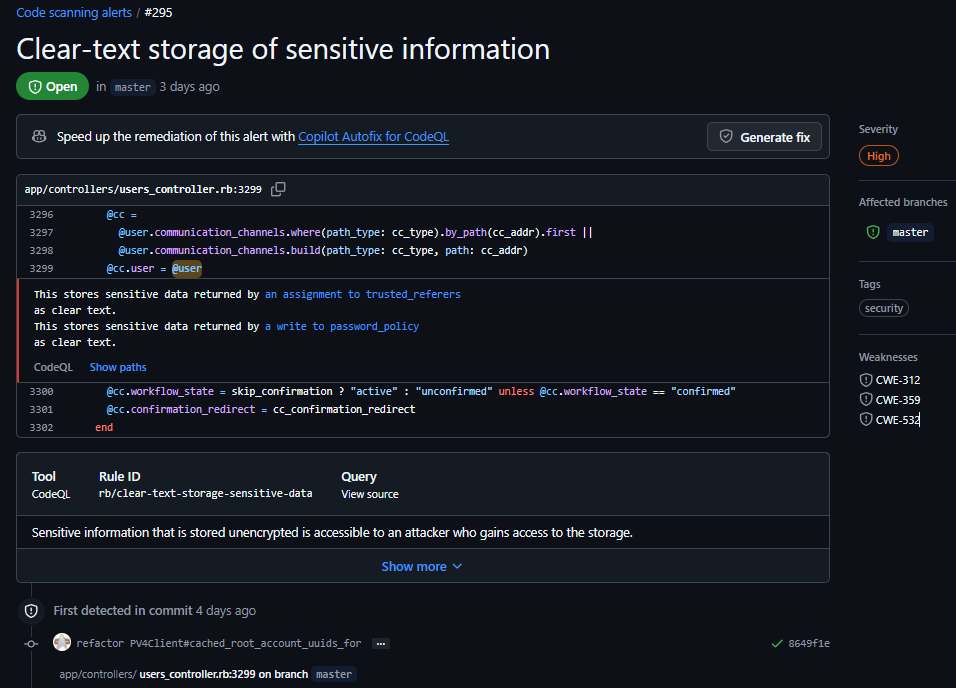 Code scanning alerts / #295
Clear-text storage of sensitive information
Open in master 3 days ago
Speed up the remediation of this alert with Copilot Autofix for CodeQL
Generate fix
app/controllers/users_controller.rb:3299
3296 @cc =
3297 @user.communication_channels.where(path_type: cc_type).by_path(cc_addr).first ||
3298 @user.communication_channels.build(path_type: cc_type, path: cc_addr)
3299 @cc.user = @user
This stores sensitive data returned by an assignment to trusted_referers
as clear text.
This stores sensitive data returned by a write to password_policy
as clear text.
CodeQL Show paths
3300 @cc.workflow_state = skip_confirmation ? "active" : "unconfirmed" unless @cc.workflow_state == "confirmed"
3301 @cc.confirmation_redirect = cc_confirmation_redirect
3302 end
Tool Rule ID Query
CodeQL rb/clear-text-storage-sensitive-data View source
Sensitive information that is stored unencrypted is accessible to an attacker who gains access to the storage.
Show more
First detected in commit 4 days ago
refactor PV4Client#cached_root_account_uuids_for ... 8649f1e
app/controllers/ users_controller.rb:3299 on branch master
Severity
High
Affected branches
master
Tags
security
Weaknesses
CWE-312
CWE-359
CWE-532